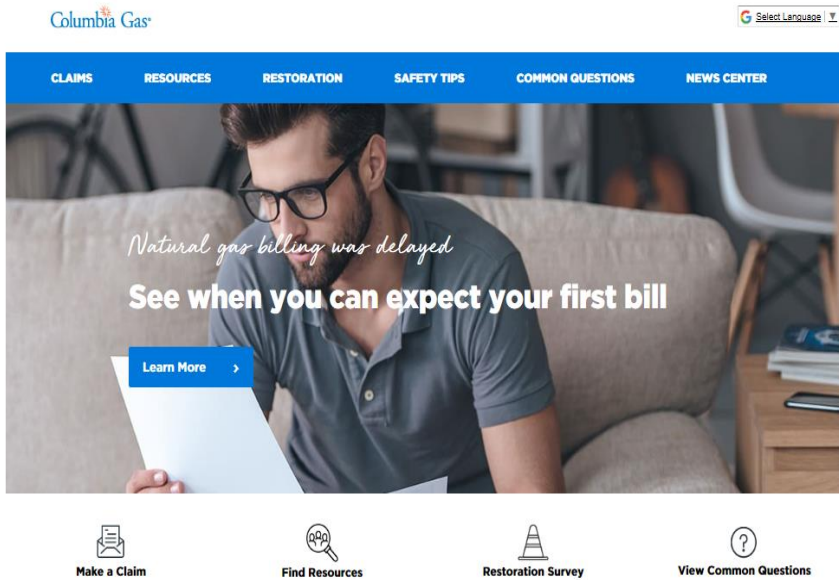 Columbia Gas®
Select Language ▼
CLAIMS RESOURCES RESTORATION SAFETY TIPS COMMON QUESTIONS NEWS CENTER
Natural gas billing was delayed
See when you can expect your first bill
Learn More >
Make a Claim Find Resources Restoration Survey View Common Questions